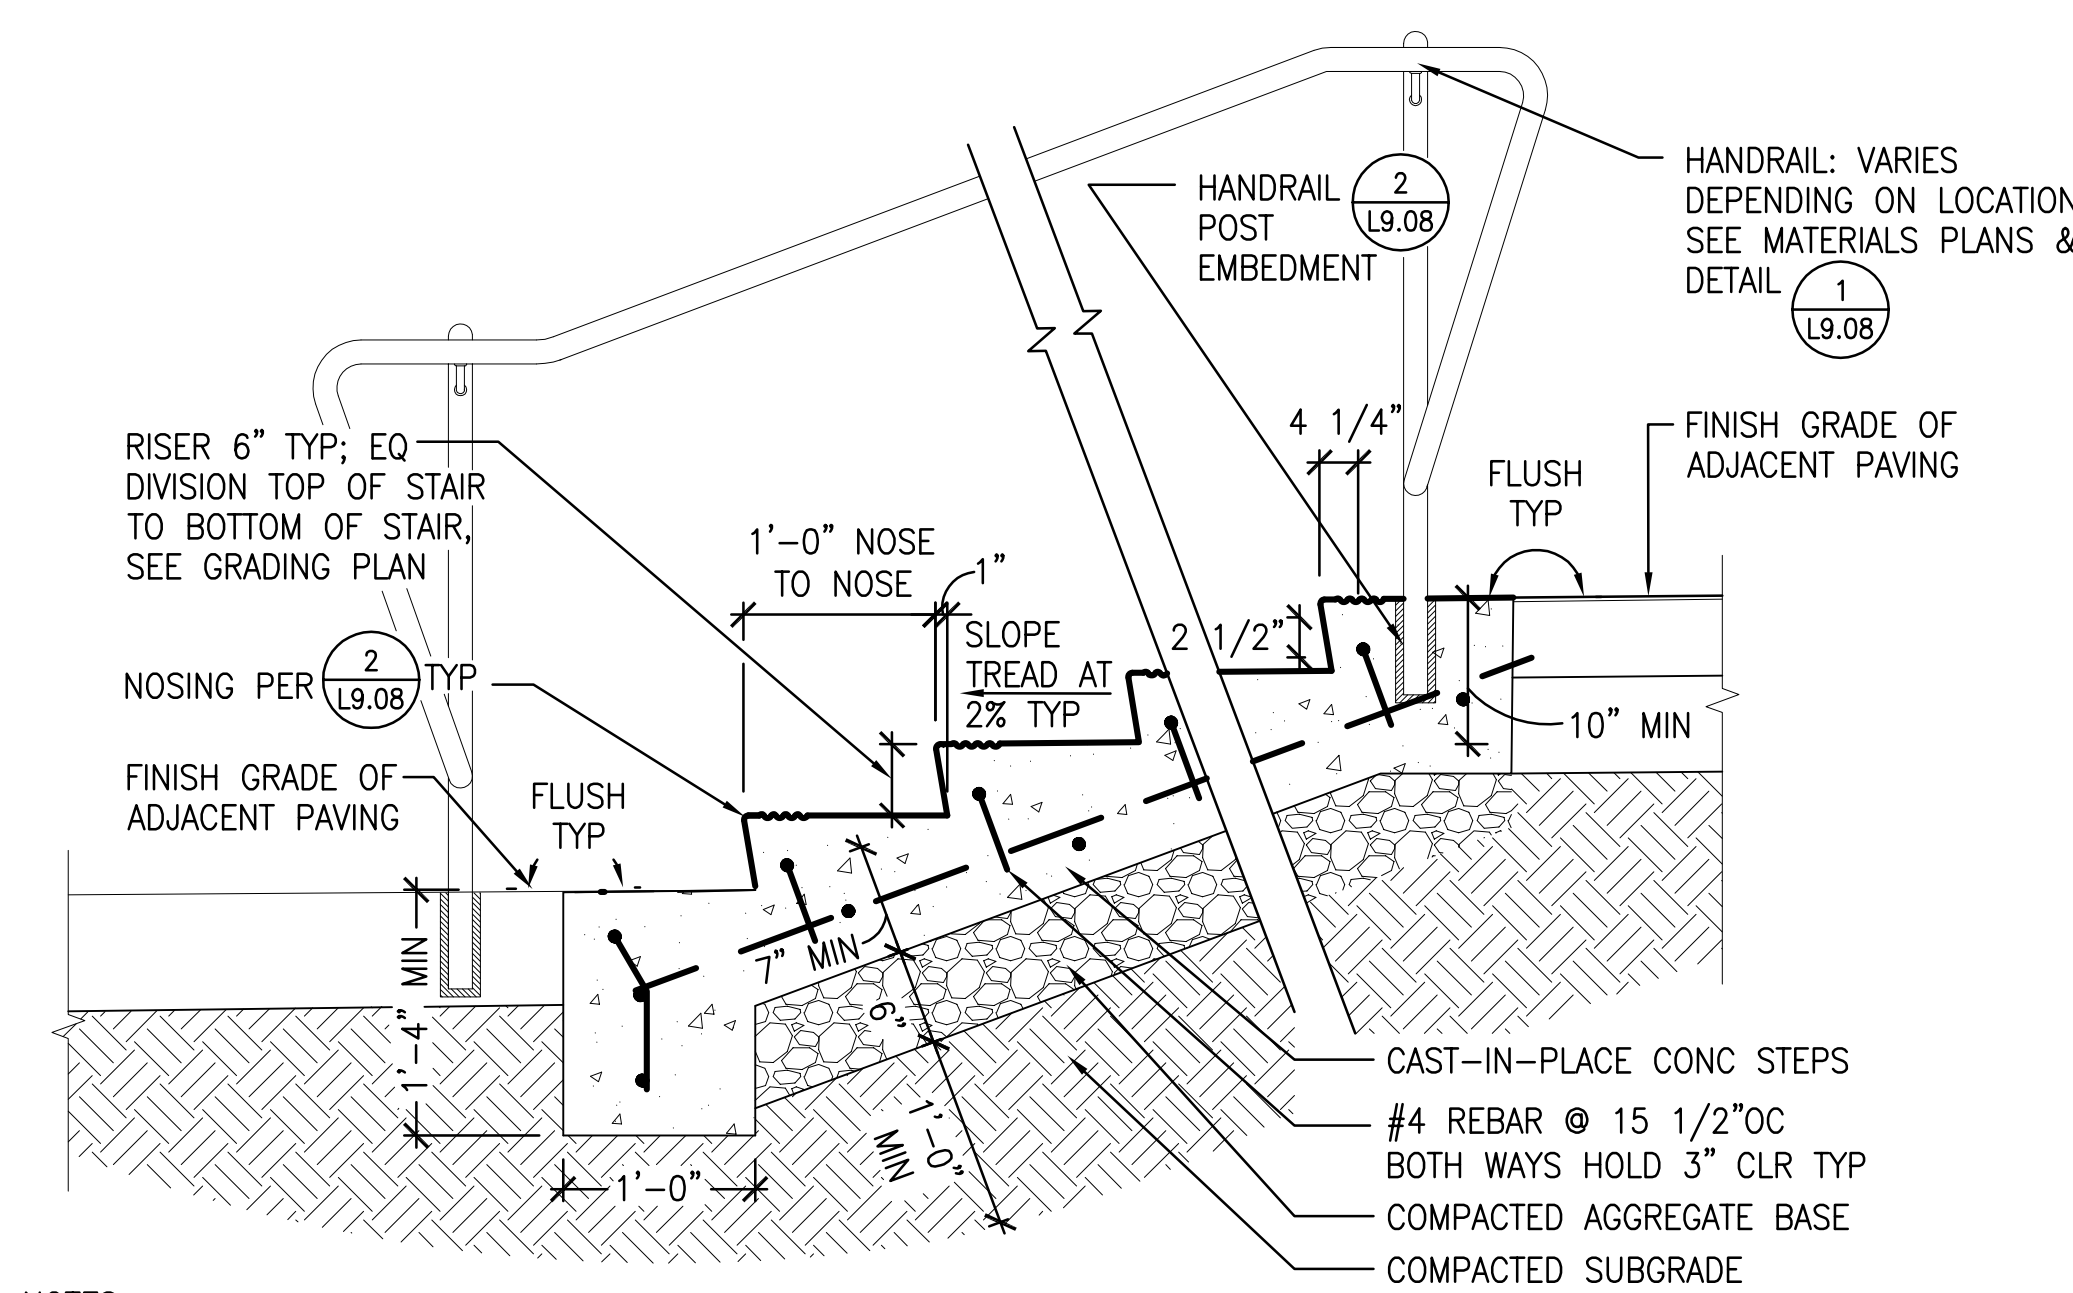 HANDRAIL: VARIES
DEPENDING ON LOCATION
SEE MATERIALS PLANS &
DETAIL
1
L9.08
HANDRAIL
POST
EMBEDMENT
2
L9.08
4 1/4”
FLUSH
TYP
FINISH GRADE OF
ADJACENT PAVING
RISER 6” TYP; EQ
DIVISION TOP OF STAIR
TO BOTTOM OF STAIR,
SEE GRADING PLAN
1’-0” NOSE
TO NOSE
1”
SLOPE
TREAD AT
2% TYP
2 1/2”
10” MIN
NOSING PER
2
L9.08
TYP
FINISH GRADE OF
ADJACENT PAVING
FLUSH
TYP
1’-4” MIN
7” MIN
6”
1’-0”
MIN
1’-0”
CAST-IN-PLACE CONC STEPS
#4 REBAR @ 15 1/2”OC
BOTH WAYS HOLD 3” CLR TYP
COMPACTED AGGREGATE BASE
COMPACTED SUBGRADE